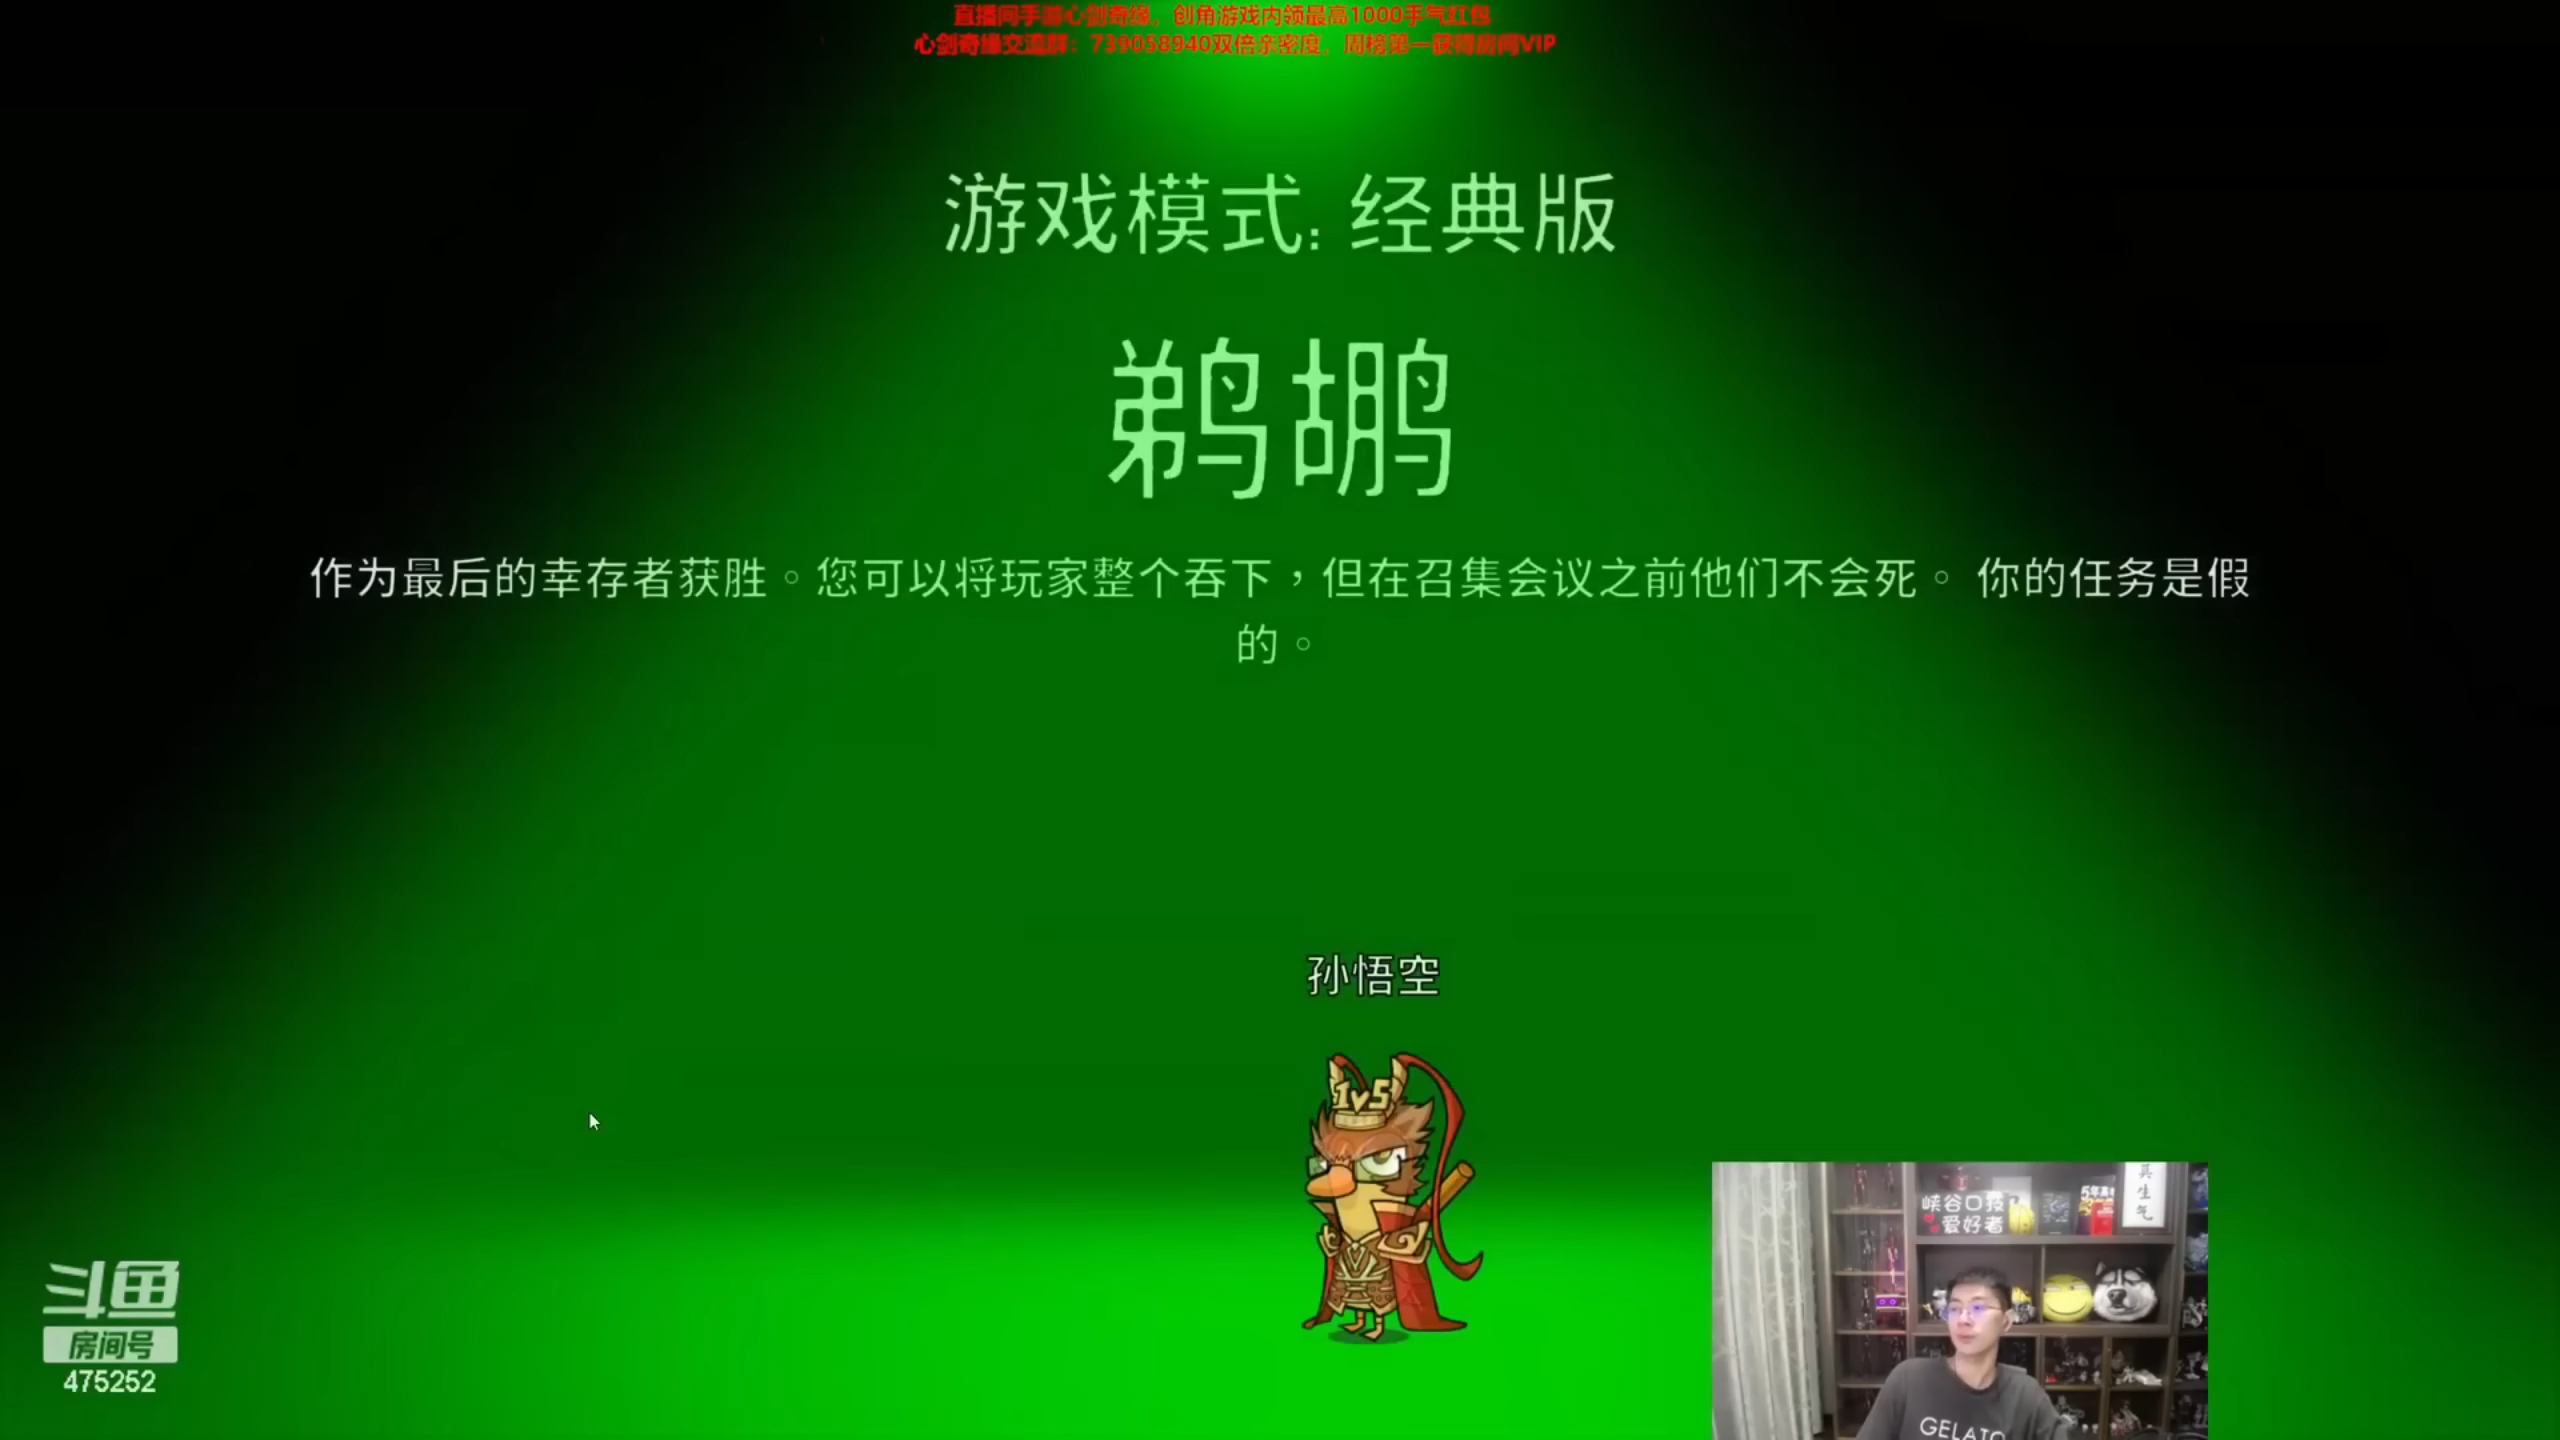 直播间手游心剑奇缘，创角游戏内领最高1000手气红包
心剑奇缘交流群：739058940双倍亲密度，周榜第一获得房间VIP
游戏模式: 经典版
鹈鹕
作为最后的幸存者获胜。您可以将玩家整个吞下，但在召集会议之前他们不会死。 你的任务是假
的。
孙悟空
1v5
斗鱼
房间号
475252
峡谷口技
爱好者
生
气
GELATO